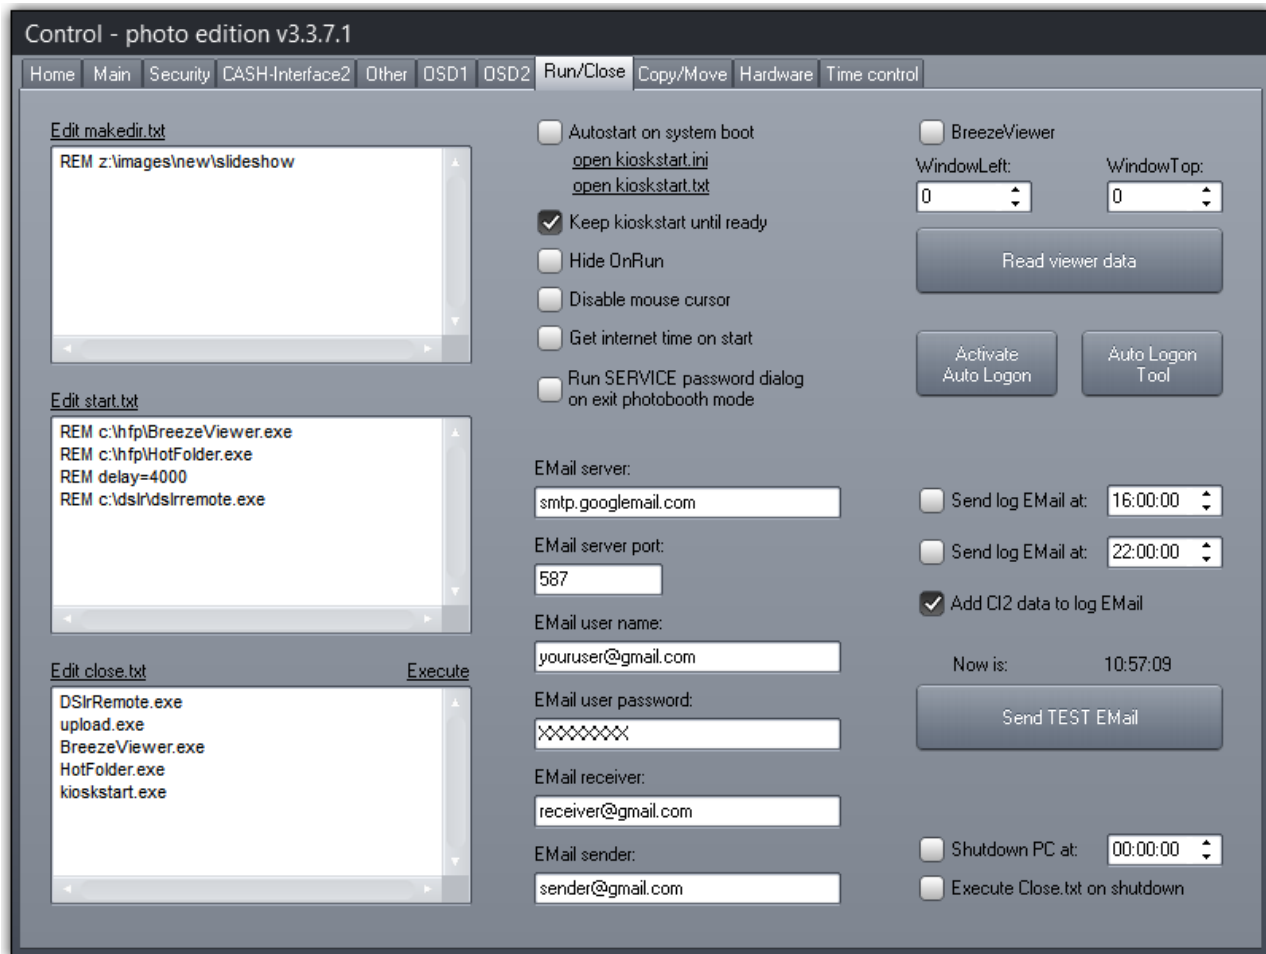 Control - photo edition v3.3.7.1
Home Main Security CASH-Interface2 Other OSD1 OSD2 Run/Close Copy/Move Hardware Time control
Edit makedir.txt
REM z:\images\new\slideshow
Edit start.txt
REM c:\hfp\BreezeViewer.exe
REM c:\hfp\HotFolder.exe
REM delay=4000
REM c:\dslr\dslrremote.exe
Edit close.txt Execute
DSlrRemote.exe
upload.exe
BreezeViewer.exe
HotFolder.exe
kioskstart.exe
Autostart on system boot
open kioskstart.ini
open kioskstart.txt
Keep kioskstart until ready
Hide OnRun
Disable mouse cursor
Get internet time on start
Run SERVICE password dialog
on exit photobooth mode
EMail server:
smtp.googlemail.com
EMail server port:
587
EMail user name:
youruser@gmail.com
EMail user password:
XXXXXXXX
EMail receiver:
receiver@gmail.com
EMail sender:
sender@gmail.com
BreezeViewer
WindowLeft: WindowTop:
0 0
Read viewer data
Activate
Auto Logon
Auto Logon
Tool
Send log EMail at: 16:00:00
Send log EMail at: 22:00:00
Add CI2 data to log EMail
Now is: 10:57:09
Send TEST EMail
Shutdown PC at: 00:00:00
Execute Close.txt on shutdown